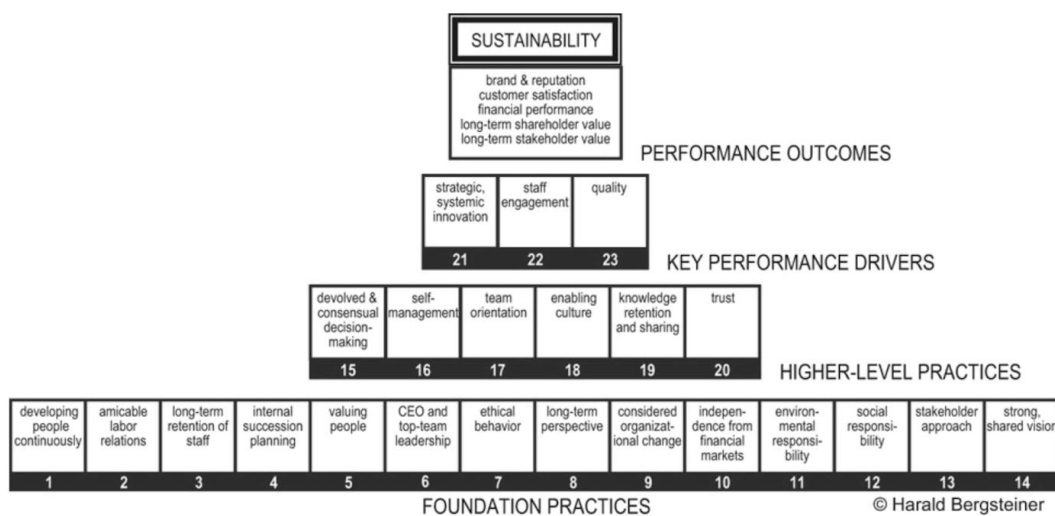 SUSTAINABILITY
brand & reputation
customer satisfaction
financial performance
long-term shareholder value
long-term stakeholder value
PERFORMANCE OUTCOMES
strategic,
systemic
innovation
21
staff
engagement
22
quality
23
KEY PERFORMANCE DRIVERS
devolved &
consensual
decision-
making
15
self-
management
16
team
orientation
17
enabling
culture
18
knowledge
retention
and sharing
19
trust
20
HIGHER-LEVEL PRACTICES
developing
people
continuously
1
amicable
labor
relations
2
long-term
retention of
staff
3
internal
succession
planning
4
valuing
people
5
CEO and
top-team
leadership
6
ethical
behavior
7
long-term
perspective
8
considered
organizat-
ional change
9
indepen-
dence from
financial
markets
10
environ-
mental
responsi-
bility
11
social
responsi-
bility
12
stakeholder
approach
13
strong,
shared vision
14
FOUNDATION PRACTICES
© Harald Bergsteiner